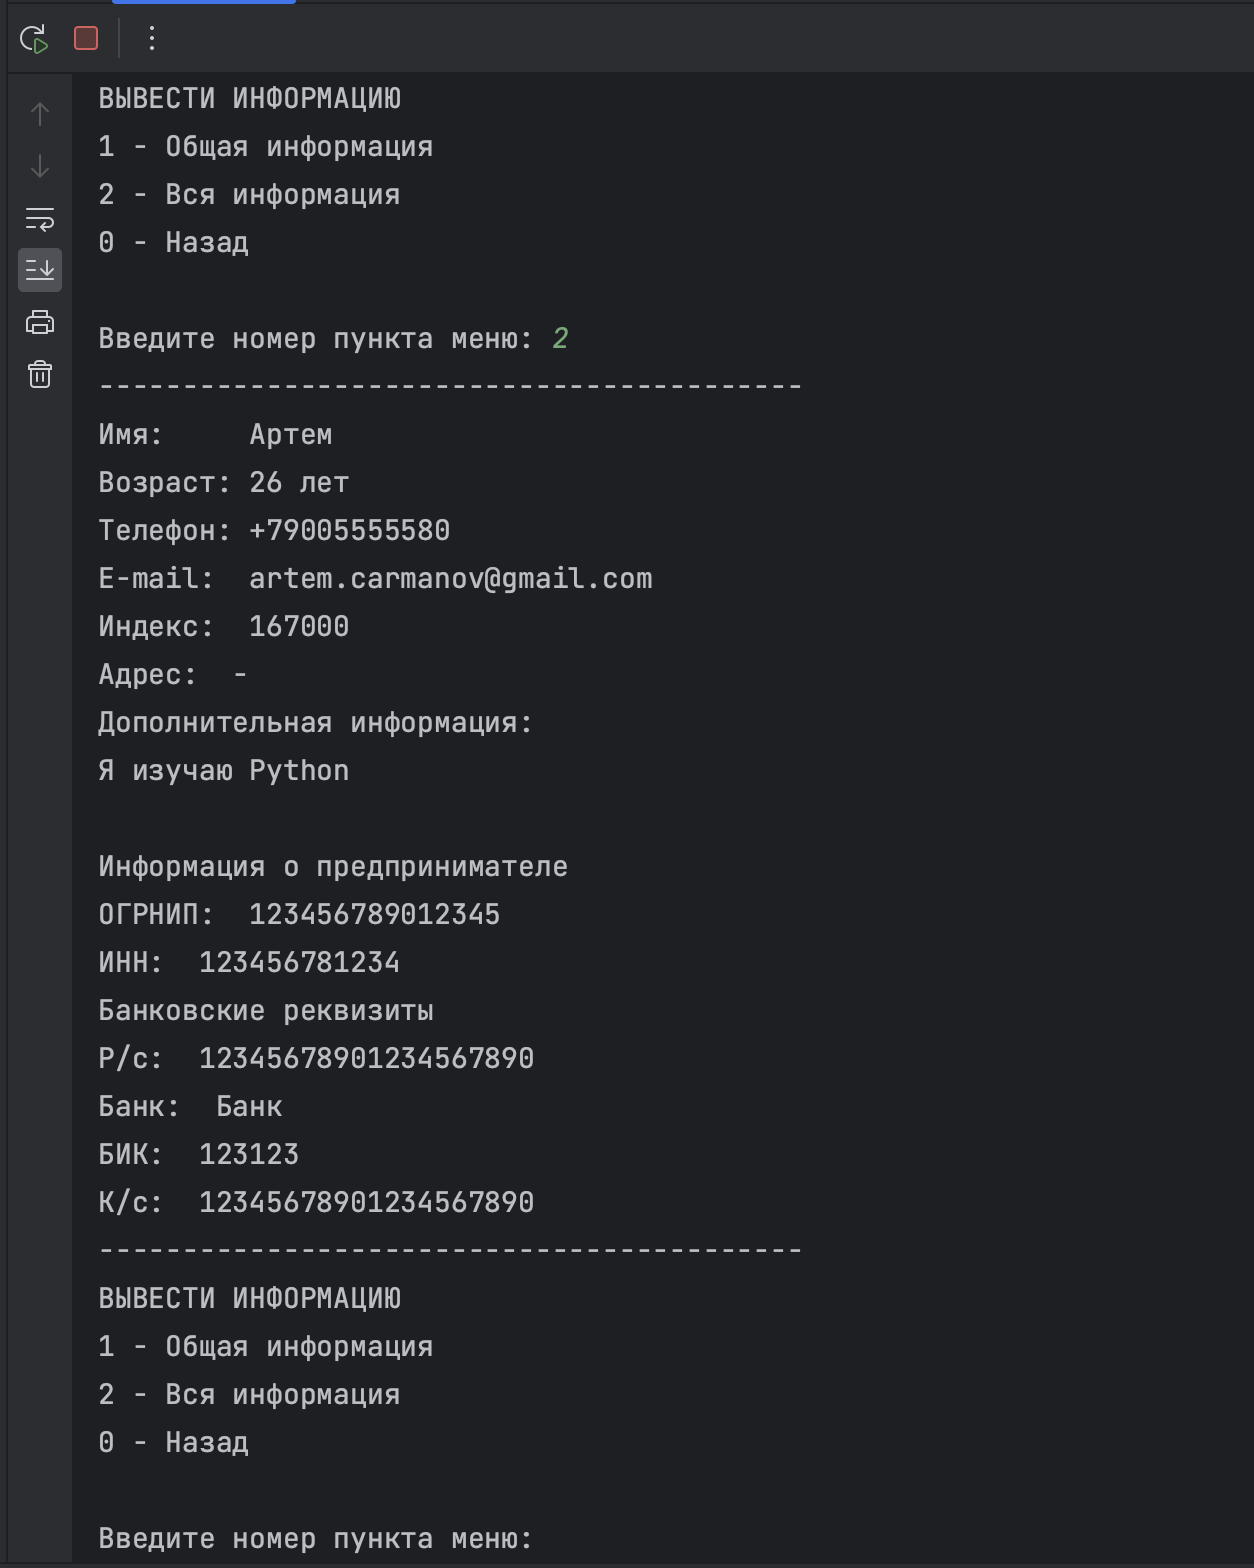 ВЫВЕСТИ ИНФОРМАЦИЮ
1 - Общая информация
2 - Вся информация
0 - Назад
Введите номер пункта меню: 2
------------------------------------------
Имя:     Артем
Возраст: 26 лет
Телефон: +79005555580
E-mail:  artem.carmanov@gmail.com
Индекс:  167000
Адрес:  -
Дополнительная информация:
Я изучаю Python
Информация о предпринимателе
ОГРНИП:  123456789012345
ИНН:  123456781234
Банковские реквизиты
Р/с:  12345678901234567890
Банк:  Банк
БИК:  123123
К/с:  12345678901234567890
------------------------------------------
ВЫВЕСТИ ИНФОРМАЦИЮ
1 - Общая информация
2 - Вся информация
0 - Назад
Введите номер пункта меню: